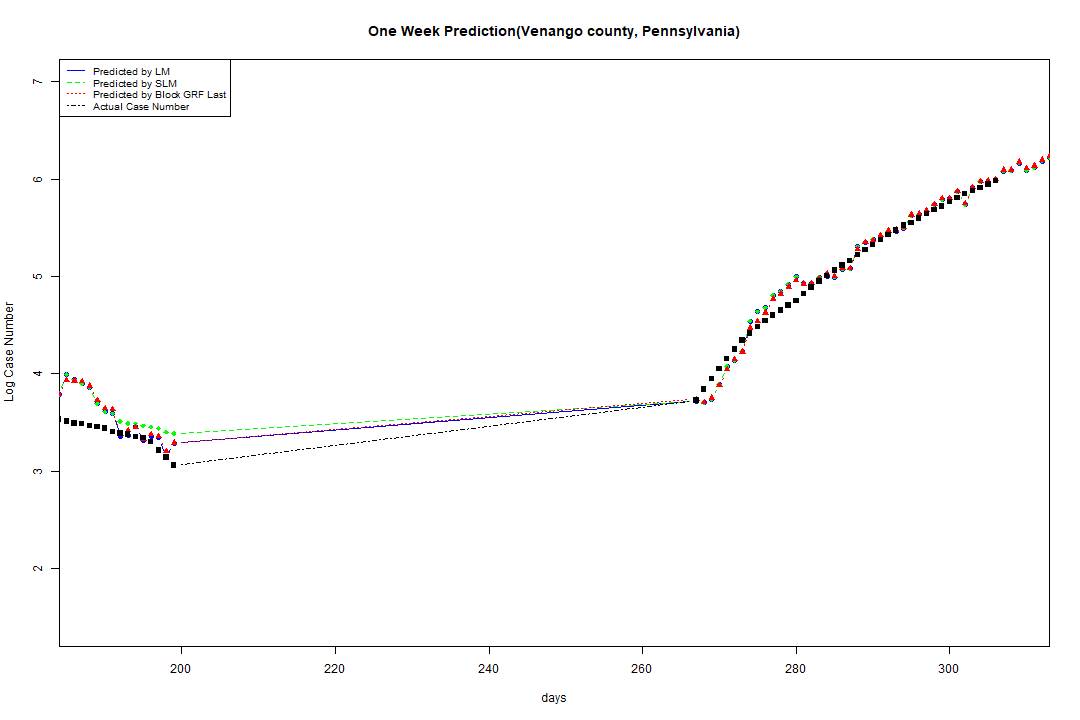 One Week Prediction(Venango county, Pennsylvania)
Predicted by LM
Predicted by SLM
Predicted by Block GRF Last
Actual Case Number
Log Case Number
7
6
5
4
3
2
200 220 240 260 280 300
days